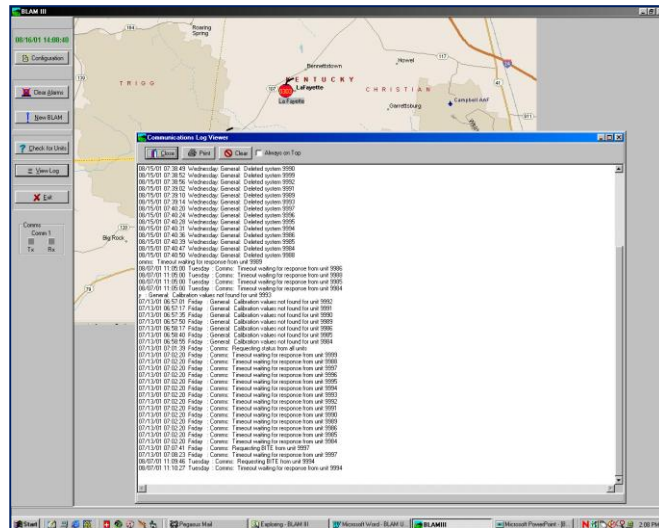 BLAM III
08/16/01 14:08:40
Configuration
Clear Alarms
New BLAM
Check for Units
View Log
Exit
Comms
Comm 1
Tx Rx
Roaring
Spring
Bennettstown
Howel
KENTUCKY
LaFayette
La Fayette
TRIGG
CHRISTIAN
Garrettsburg
Campbell AAF
Big Rock
Communications Log Viewer
Close Print Clear Always on Top
08/15/01 07:38:49 Wednesday: General: Deleted system 9990
08/15/01 07:38:52 Wednesday: General: Deleted system 9999
08/15/01 07:38:56 Wednesday: General: Deleted system 9992
08/15/01 07:39:02 Wednesday: General: Deleted system 9991
08/15/01 07:39:09 Wednesday: General: Deleted system 9989
08/15/01 07:39:14 Wednesday: General: Deleted system 9993
08/15/01 07:40:20 Wednesday: General: Deleted system 9997
08/15/01 07:40:24 Wednesday: General: Deleted system 9996
08/15/01 07:40:28 Wednesday: General: Deleted system 9995
08/15/01 07:40:31 Wednesday: General: Deleted system 9994
08/15/01 07:40:36 Wednesday: General: Deleted system 9986
08/15/01 07:40:39 Wednesday: General: Deleted system 9985
08/15/01 07:40:47 Wednesday: General: Deleted system 9984
08/15/01 07:40:50 Wednesday: General: Deleted system 9988
omms: Timeout waiting for response from unit 9989
08/07/01 11:05:00 Tuesday : Comms: Timeout waiting for response from unit 9986
08/07/01 11:05:00 Tuesday : Comms: Timeout waiting for response from unit 9988
08/07/01 11:05:00 Tuesday : Comms: Timeout waiting for response from unit 9985
08/07/01 11:05:00 Tuesday : Comms: Timeout waiting for response from unit 9984
y : General: Calibration values not found for unit 9993
07/13/01 06:57:01 Friday : General: Calibration values not found for unit 9992
07/13/01 06:57:17 Friday : General: Calibration values not found for unit 9991
07/13/01 06:57:35 Friday : General: Calibration values not found for unit 9990
07/13/01 06:57:50 Friday : General: Calibration values not found for unit 9989
07/13/01 06:58:17 Friday : General: Calibration values not found for unit 9986
07/13/01 06:58:40 Friday : General: Calibration values not found for unit 9985
07/13/01 06:58:55 Friday : General: Calibration values not found for unit 9984
07/13/01 07:01:39 Friday : Comms: Requesting status from all units
07/13/01 07:02:20 Friday : Comms: Timeout waiting for response from unit 9999
07/13/01 07:02:20 Friday : Comms: Timeout waiting for response from unit 9988
07/13/01 07:02:20 Friday : Comms: Timeout waiting for response from unit 9997
07/13/01 07:02:20 Friday : Comms: Timeout waiting for response from unit 9996
07/13/01 07:02:20 Friday : Comms: Timeout waiting for response from unit 9995
07/13/01 07:02:20 Friday : Comms: Timeout waiting for response from unit 9994
07/13/01 07:02:20 Friday : Comms: Timeout waiting for response from unit 9993
07/13/01 07:02:20 Friday : Comms: Timeout waiting for response from unit 9992
07/13/01 07:02:20 Friday : Comms: Timeout waiting for response from unit 9991
07/13/01 07:02:20 Friday : Comms: Timeout waiting for response from unit 9990
07/13/01 07:02:20 Friday : Comms: Timeout waiting for response from unit 9989
07/13/01 07:02:20 Friday : Comms: Timeout waiting for response from unit 9986
07/13/01 07:02:20 Friday : Comms: Timeout waiting for response from unit 9985
07/13/01 07:02:20 Friday : Comms: Timeout waiting for response from unit 9984
07/13/01 07:07:41 Friday : Comms: Requesting BITE from unit 9997
07/13/01 07:08:23 Friday : Comms: Timeout waiting for response from unit 9997
08/07/01 11:09:46 Tuesday : Comms: Requesting BITE from unit 9994
08/07/01 11:10:27 Tuesday : Comms: Timeout waiting for response from unit 9994
Start Pegasus Mail Exploring - BLAM III Microsoft Word - BLAM U... BLAMIII Microsoft PowerPoint - [B... 2:08 PM